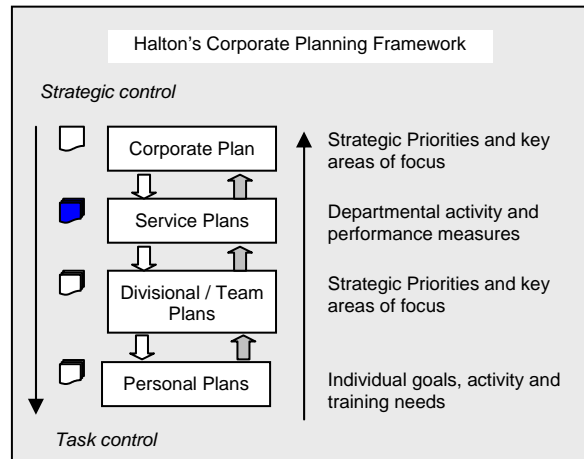 Halton's Corporate Planning Framework
Strategic control
Corporate Plan
Strategic Priorities and key
areas of focus
Service Plans
Departmental activity and
performance measures
Divisional / Team
Plans
Strategic Priorities and key
areas of focus
Personal Plans
Individual goals, activity and
training needs
Task control